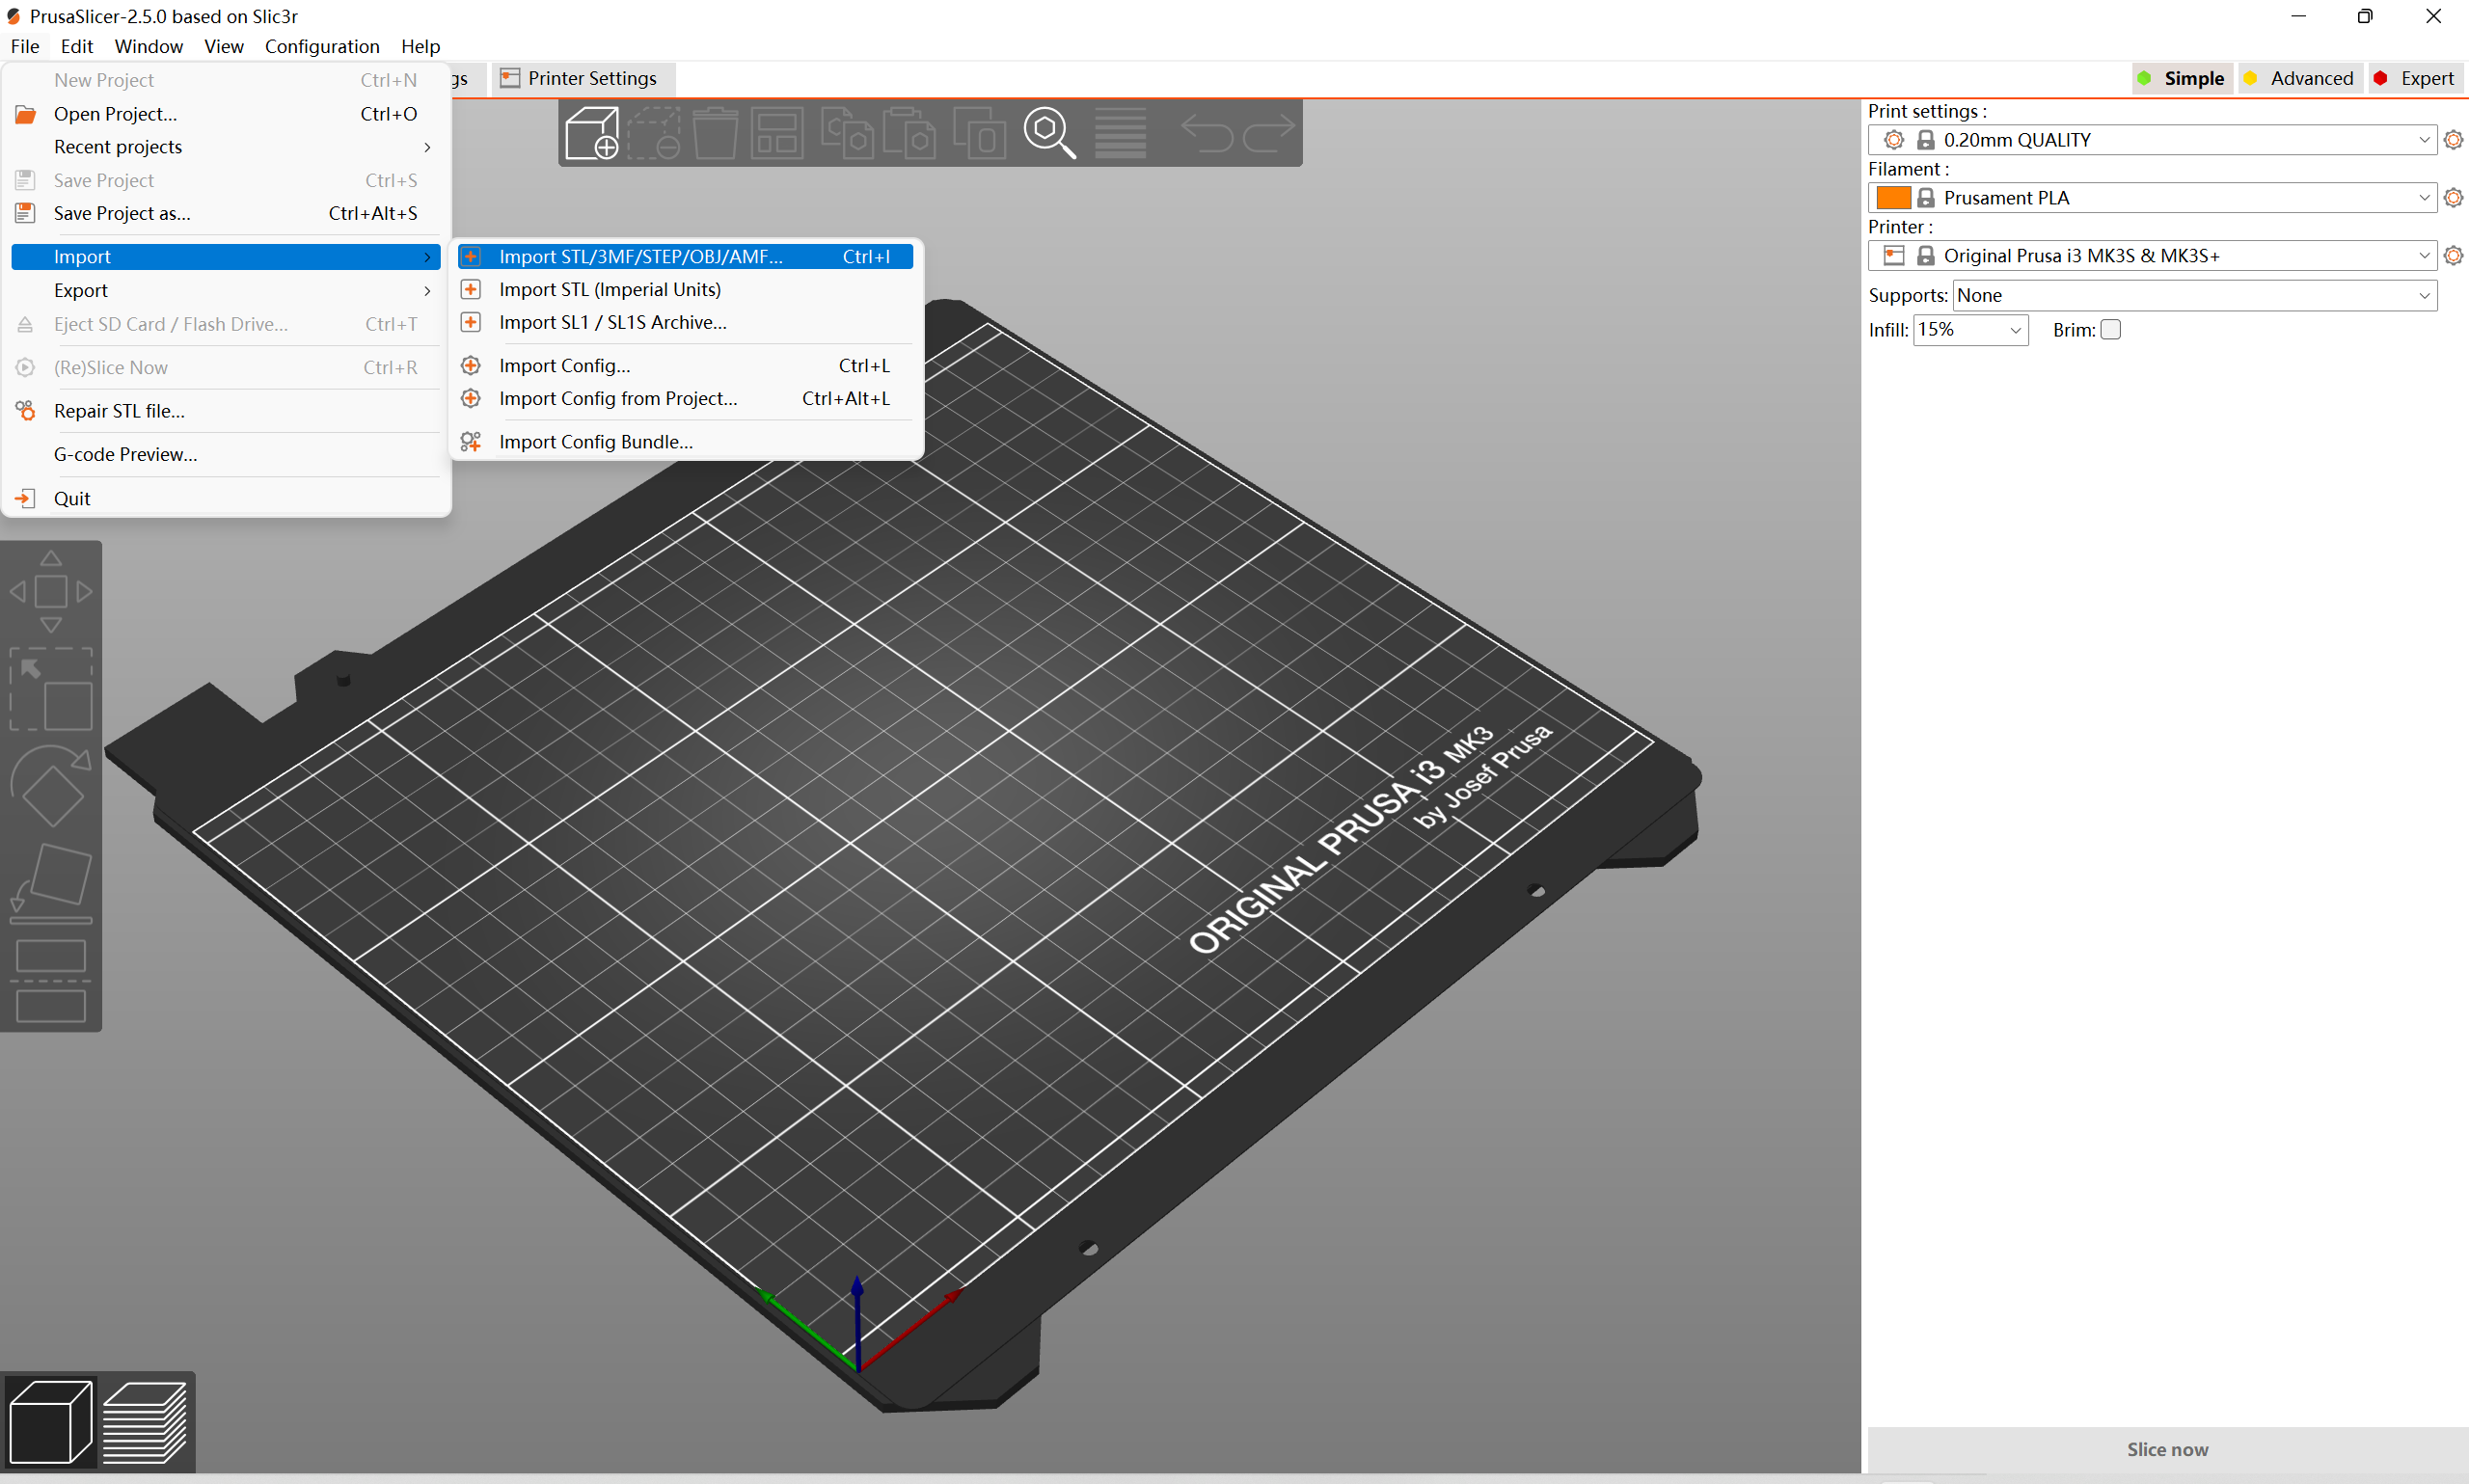 PrusaSlicer-2.5.0 based on Slic3r
File Edit Window View Configuration Help
gs Printer Settings Simple Advanced Expert
New Project Ctrl+N
Open Project... Ctrl+O
Recent projects
Save Project Ctrl+S
Save Project as... Ctrl+Alt+S
Import
Export
Eject SD Card / Flash Drive... Ctrl+T
(Re)Slice Now Ctrl+R
Repair STL file...
G-code Preview...
Quit
Import STL/3MF/STEP/OBJ/AMF... Ctrl+I
Import STL (Imperial Units)
Import SL1 / SL1S Archive...
Import Config... Ctrl+L
Import Config from Project... Ctrl+Alt+L
Import Config Bundle...
Print settings :
0.20mm QUALITY
Filament :
Prusament PLA
Printer :
Original Prusa i3 MK3S & MK3S+
Supports: None
Infill: 15% Brim:
ORIGINAL PRUSA i3 MK3
by Josef Prusa
Slice now